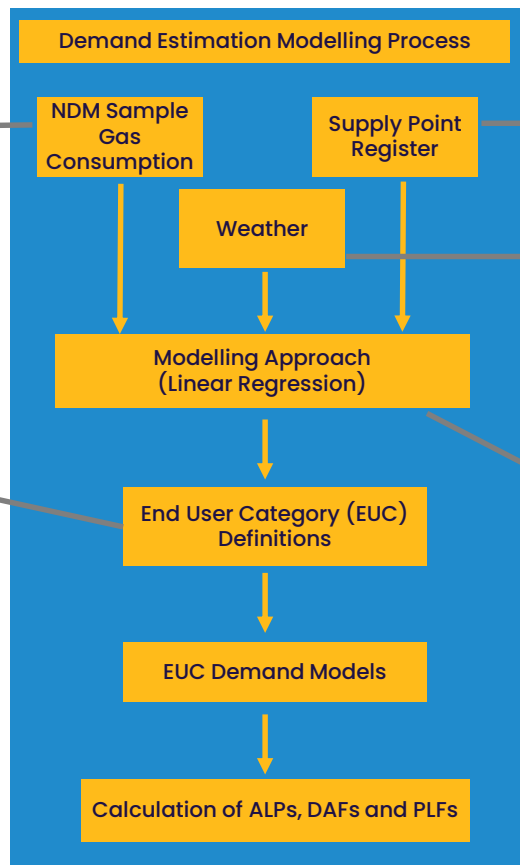 Demand Estimation Modelling Process
NDM Sample
Gas
Consumption
Supply Point
Register
Weather
Modelling Approach
(Linear Regression)
End User Category (EUC)
Definitions
EUC Demand Models
Calculation of ALPs, DAFs and PLFs